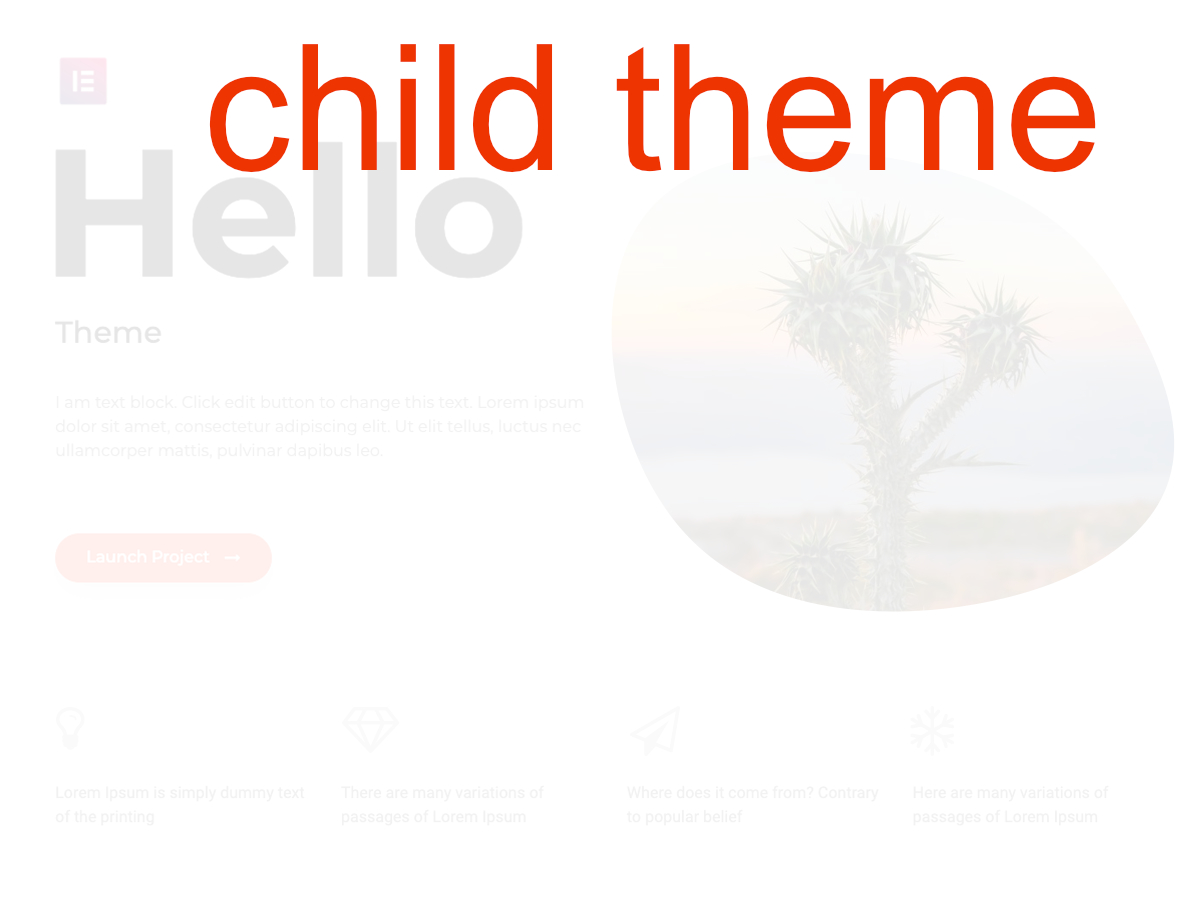 child theme
Hello
Theme
I am text block. Click edit button to change this text. Lorem ipsum
dolor sit amet, consectetur adipiscing elit. Ut elit tellus, luctus nec
ullamcorper mattis, pulvinar dapibus leo.
Launch Project
Lorem Ipsum is simply dummy text
of the printing
There are many variations of
passages of Lorem Ipsum
Where does it come from? Contrary
to popular belief
Here are many variations of
passages of Lorem Ipsum